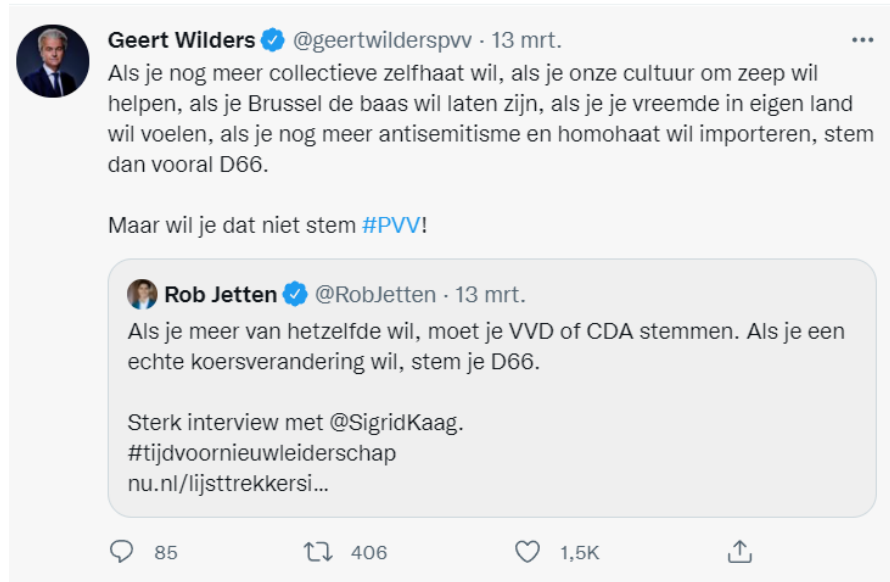 Geert Wilders @geertwilderspvv · 13 mrt.
Als je nog meer collectieve zelfhaat wil, als je onze cultuur om zeep wil
helpen, als je Brussel de baas wil laten zijn, als je je vreemde in eigen land
wil voelen, als je nog meer antisemitisme en homohaat wil importeren, stem
dan vooral D66.
Maar wil je dat niet stem #PVV!
Rob Jetten @RobJetten · 13 mrt.
Als je meer van hetzelfde wil, moet je VVD of CDA stemmen. Als je een
echte koersverandering wil, stem je D66.
Sterk interview met @SigridKaag.
#tijdvoornieuwleiderschap
nu.nl/lijsttrekkersi...
85 406 1,5K